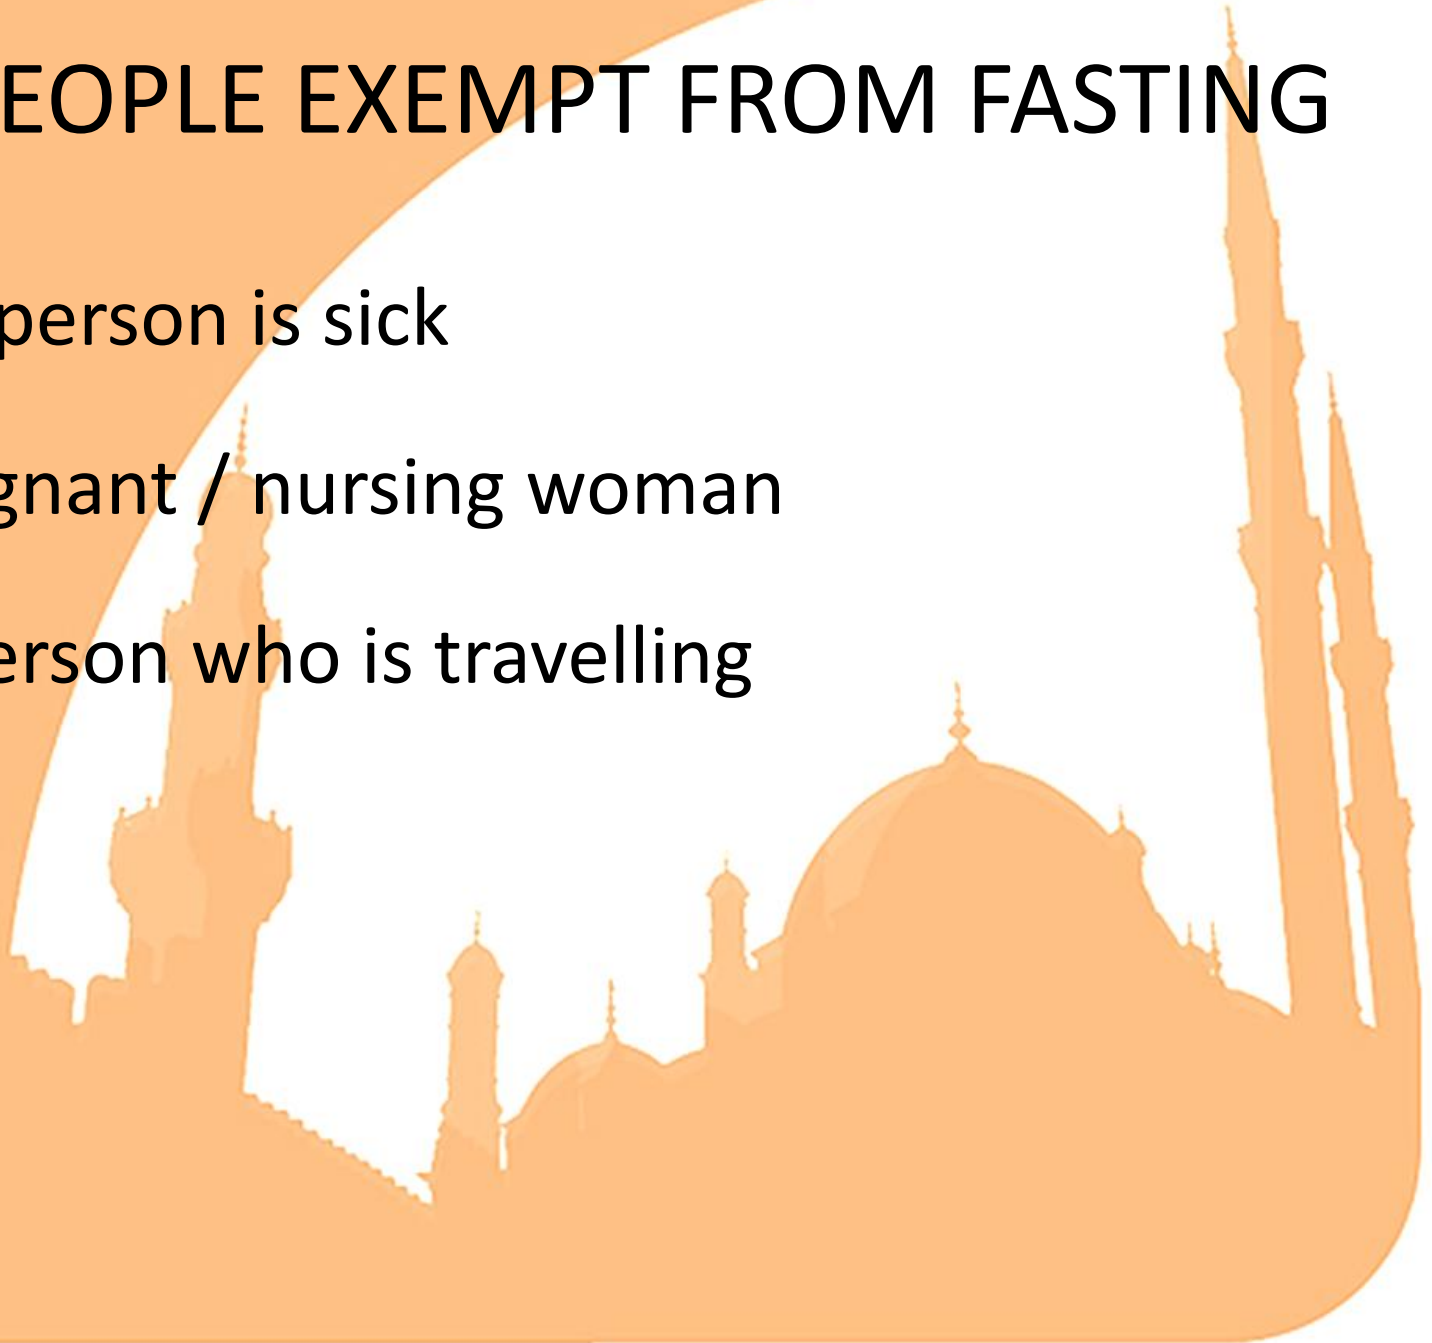 EOPLE EXEMPT FROM FASTING
person is sick
gnant / nursing woman
erson who is travelling